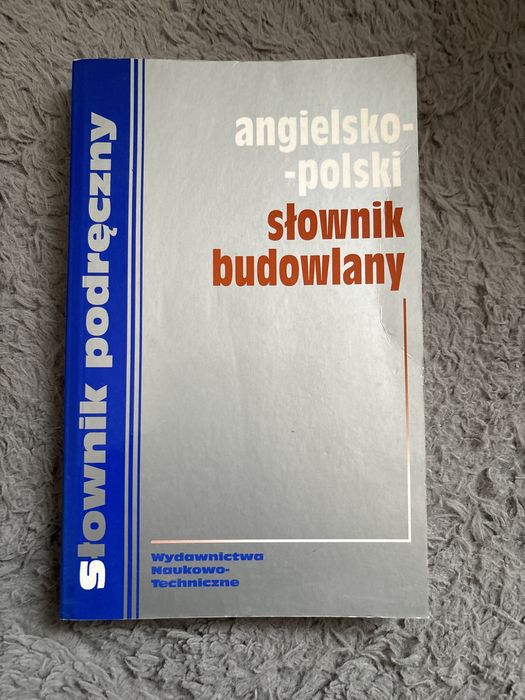 słownik podręczny
angielsko-
-polski
słownik
budowlany
Wydawnictwa
Naukowo-
Techniczne